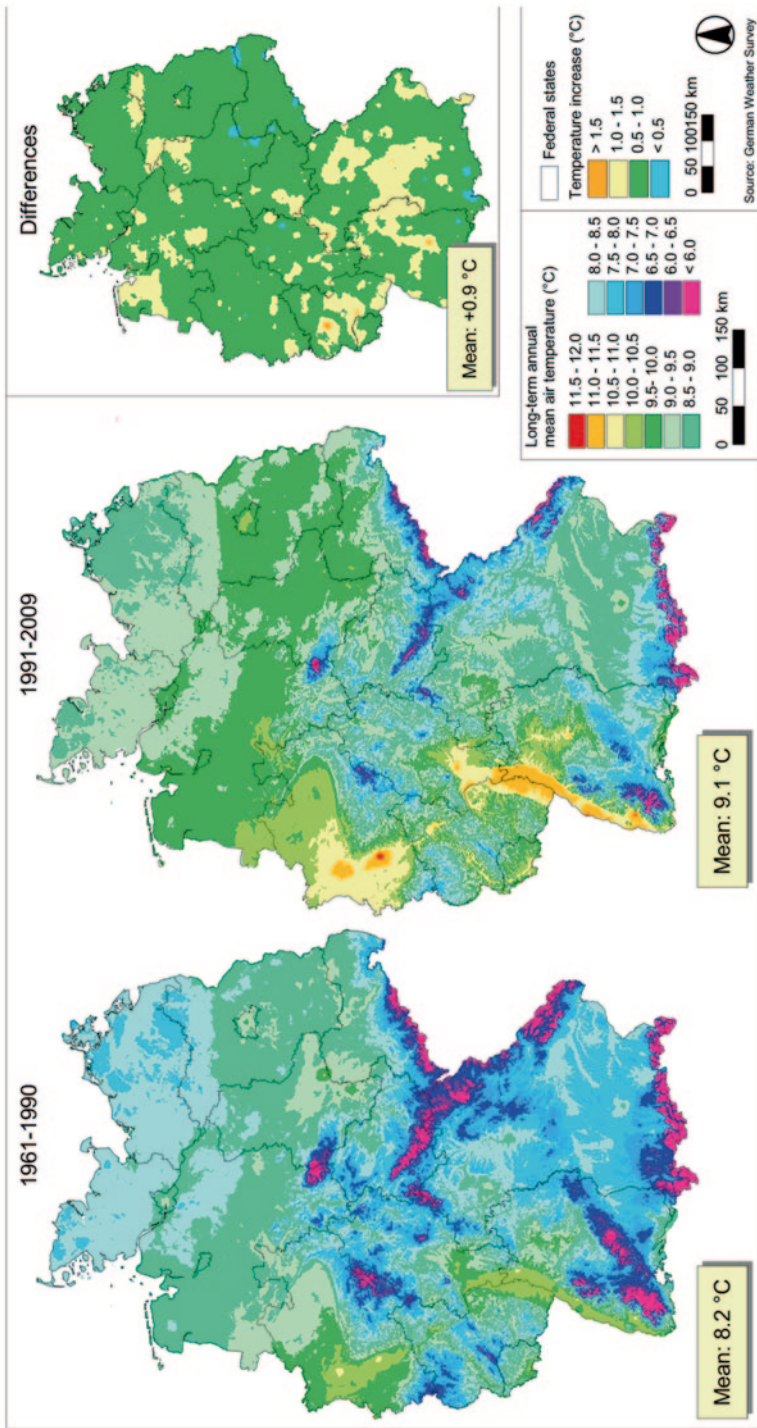 1961-1990
Mean: 8.2 °C
1991-2009
Mean: 9.1 °C
Differences
Mean: +0.9 °C
Long-term annual
mean air temperature (°C)
11.5 - 12.0
11.0 - 11.5
10.5 - 11.0
10.0 - 10.5
9.5- 10.0
9.0 - 9.5
8.5 - 9.0
8.0 - 8.5
7.5 - 8.0
7.0 - 7.5
6.5 - 7.0
6.0 - 6.5
< 6.0
0 50 100 150 km
Federal states
Temperature increase (°C)
> 1.5
1.0 - 1.5
0.5 - 1.0
< 0.5
0 50 100150 km
Source: German Weather Survey